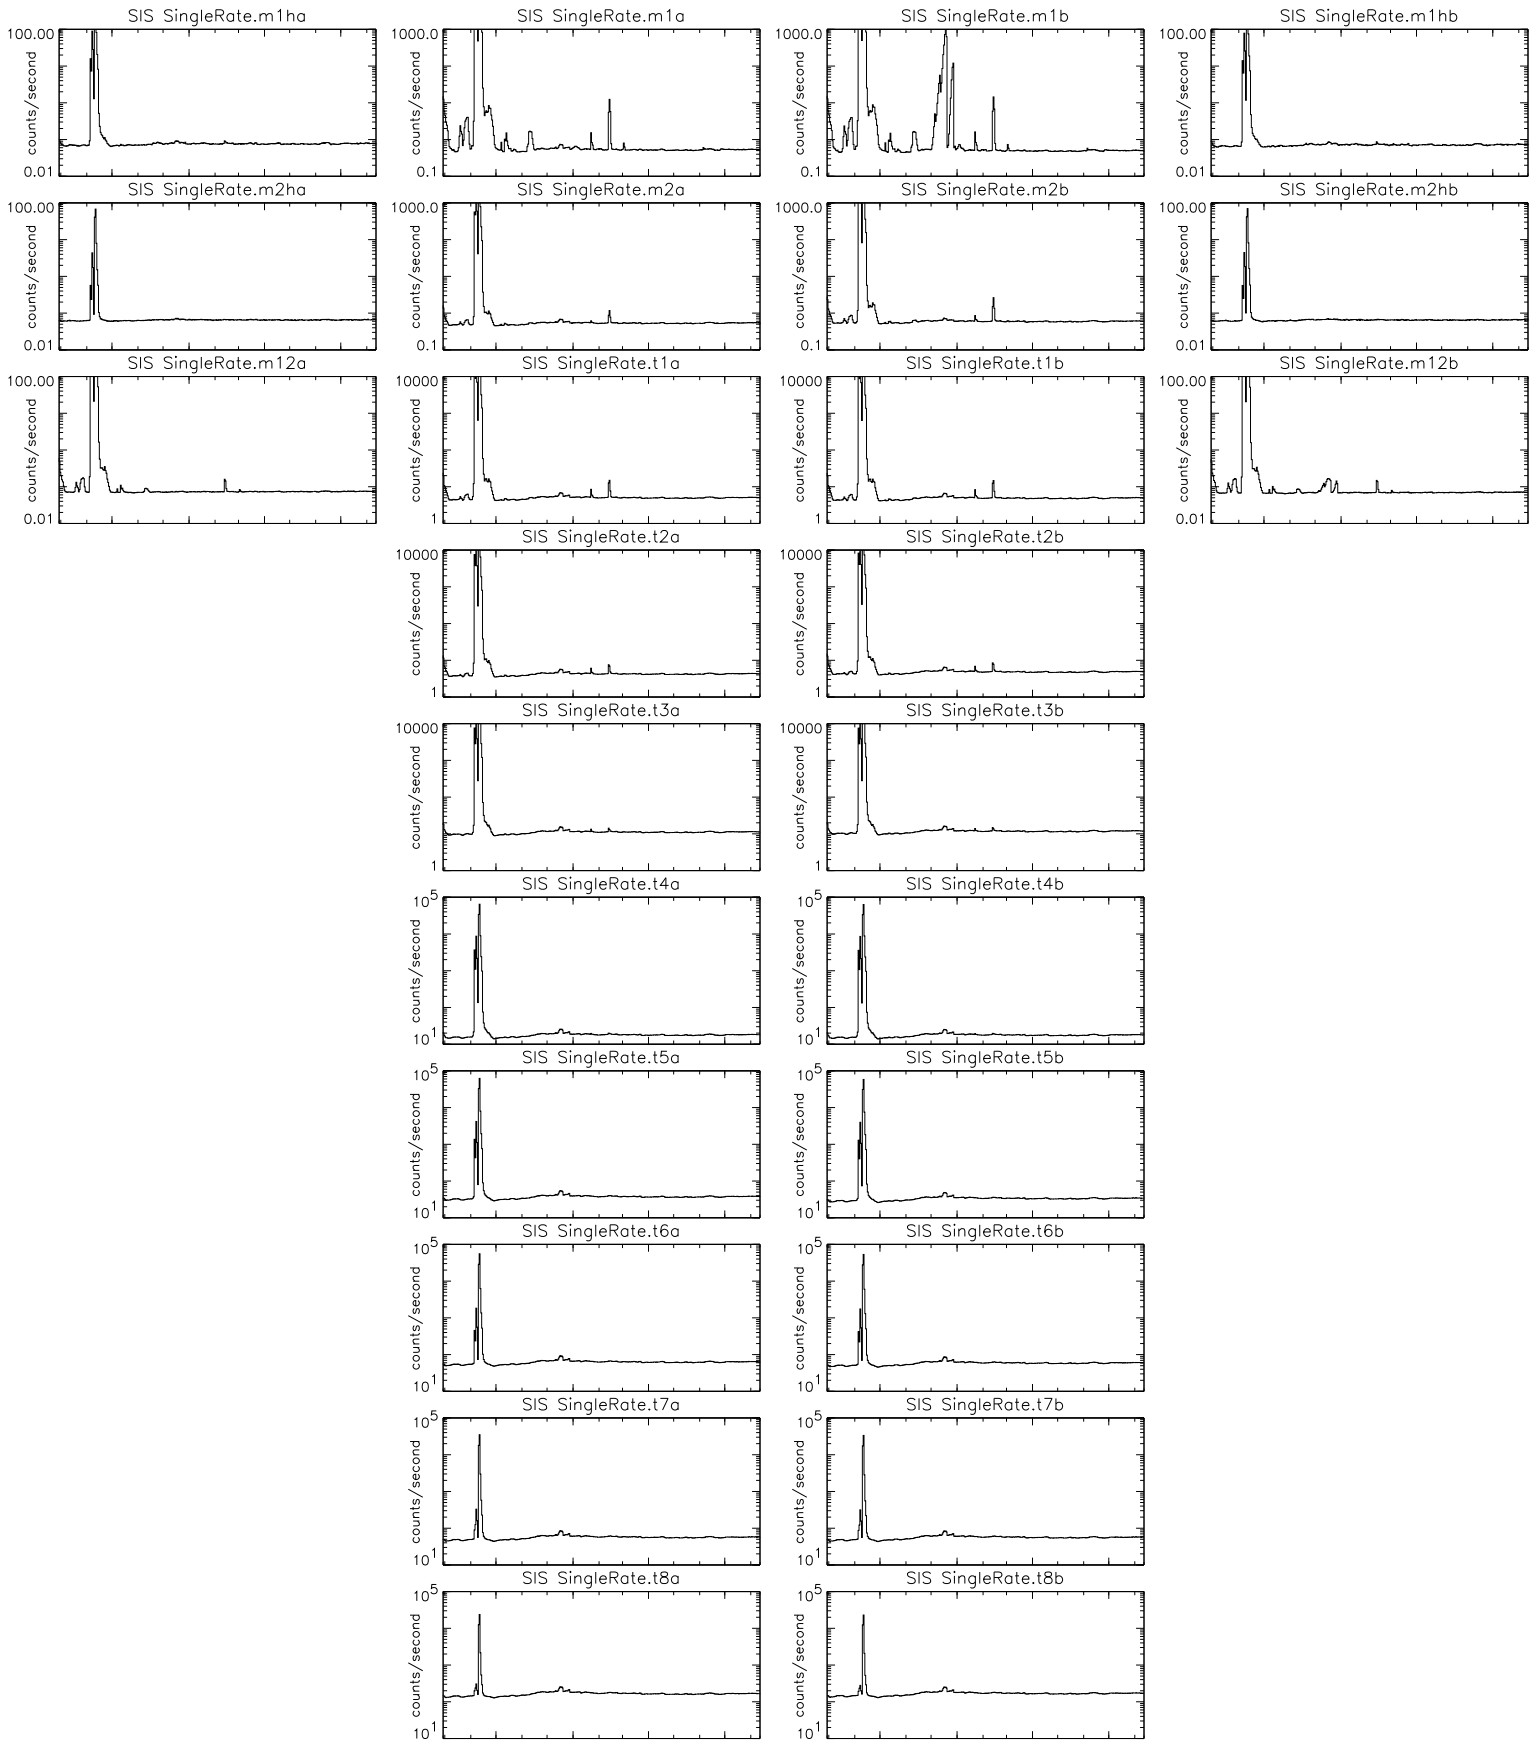 SIS SingleRate.m1ha
SIS SingleRate.m1a
SIS SingleRate.m1b
SIS SingleRate.m1hb
100.00
counts/second
0.01
1000.0
counts/second
0.1
1000.0
counts/second
0.1
100.00
counts/second
0.01
SIS SingleRate.m2ha
SIS SingleRate.m2a
SIS SingleRate.m2b
SIS SingleRate.m2hb
100.00
counts/second
0.01
1000.0
counts/second
0.1
1000.0
counts/second
0.1
100.00
counts/second
0.01
SIS SingleRate.m12a
SIS SingleRate.t1a
SIS SingleRate.t1b
SIS SingleRate.m12b
100.00
counts/second
0.01
10000
counts/second
1
10000
counts/second
1
100.00
counts/second
0.01
SIS SingleRate.t2a
SIS SingleRate.t2b
10000
counts/second
1
10000
counts/second
1
SIS SingleRate.t3a
SIS SingleRate.t3b
10000
counts/second
1
10000
counts/second
1
SIS SingleRate.t4a
SIS SingleRate.t4b
10^5
counts/second
10^1
10^5
counts/second
10^1
SIS SingleRate.t5a
SIS SingleRate.t5b
10^5
counts/second
10^1
10^5
counts/second
10^1
SIS SingleRate.t6a
SIS SingleRate.t6b
10^5
counts/second
10^1
10^5
counts/second
10^1
SIS SingleRate.t7a
SIS SingleRate.t7b
10^5
counts/second
10^1
10^5
counts/second
10^1
SIS SingleRate.t8a
SIS SingleRate.t8b
10^5
counts/second
10^1
10^5
counts/second
10^1